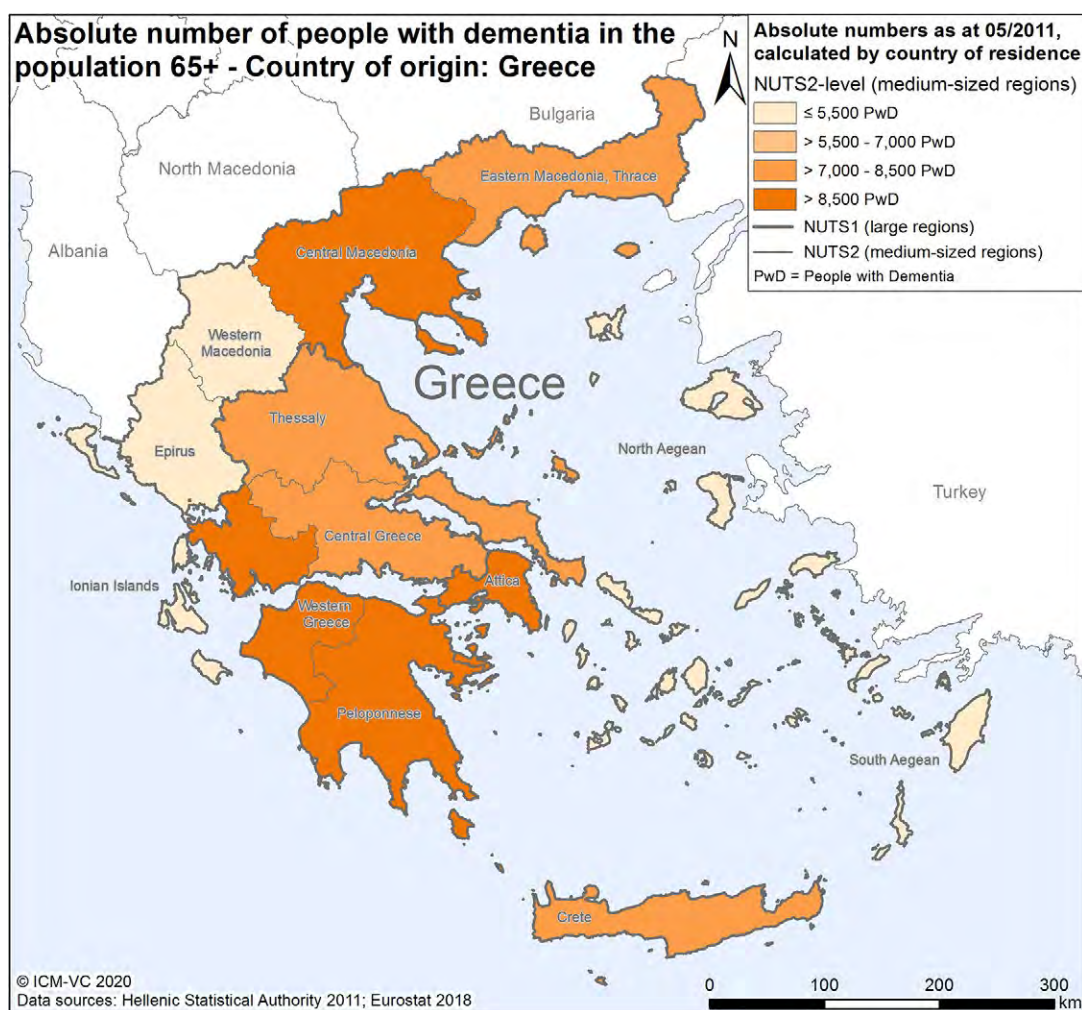 Absolute number of people with dementia in the
population 65+ - Country of origin: Greece
N
Absolute numbers as at 05/2011,
calculated by country of residence
NUTS2-level (medium-sized regions)
≤ 5,500 PwD
> 5,500 - 7,000 PwD
> 7,000 - 8,500 PwD
> 8,500 PwD
NUTS1 (large regions)
NUTS2 (medium-sized regions)
PwD = People with Dementia
Bulgaria
North Macedonia
Eastern Macedonia, Thrace
Albania
Central Macedonia
Western
Macedonia
Greece
Thessaly
Epirus
North Aegean
Turkey
Central Greece
Ionian Islands
Attica
Western
Greece
Peloponnese
South Aegean
Crete
© ICM-VC 2020
Data sources: Hellenic Statistical Authority 2011; Eurostat 2018
0 100 200 300
km